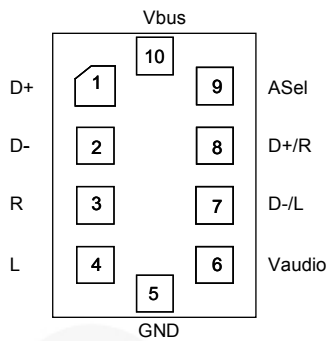 Vbus
10
D+ 1 9 ASel
D- 2 8 D+/R
R 3 7 D-/L
L 4 6 Vaudio
5
GND